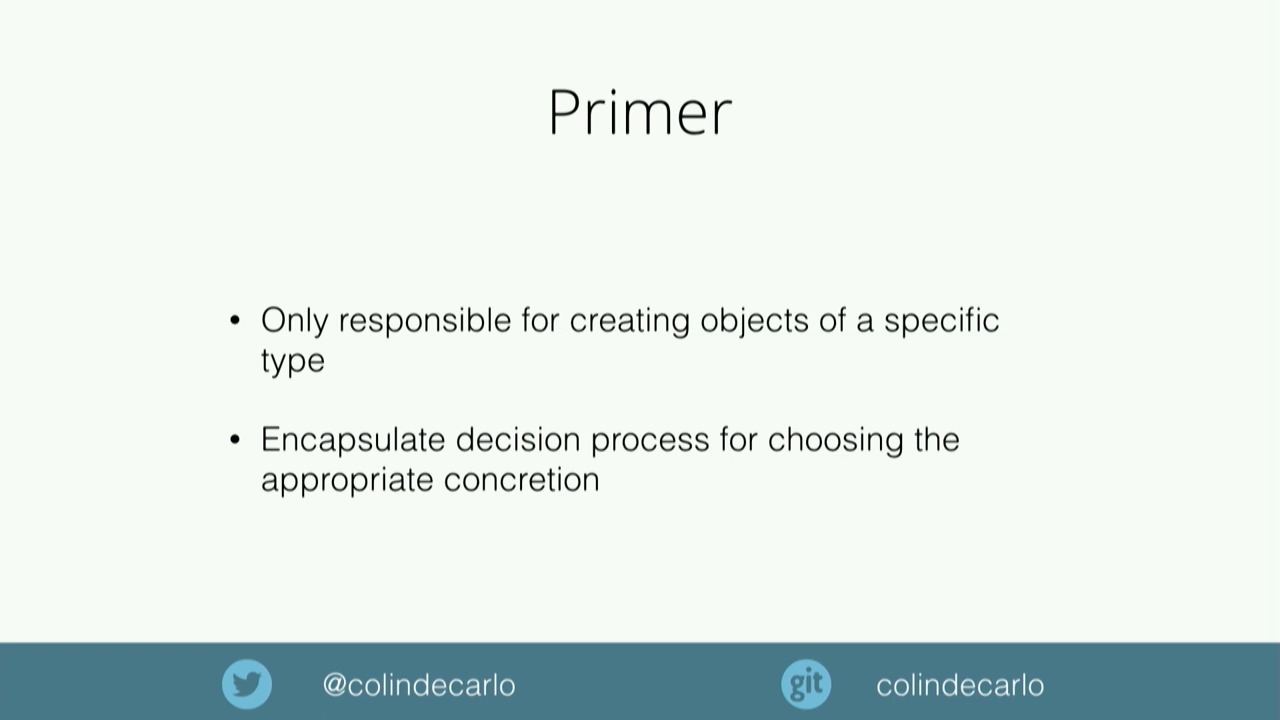 Primer
• Only responsible for creating objects of a specific
type
• Encapsulate decision process for choosing the
appropriate concretion
@colindecarlo
git
colindecarlo